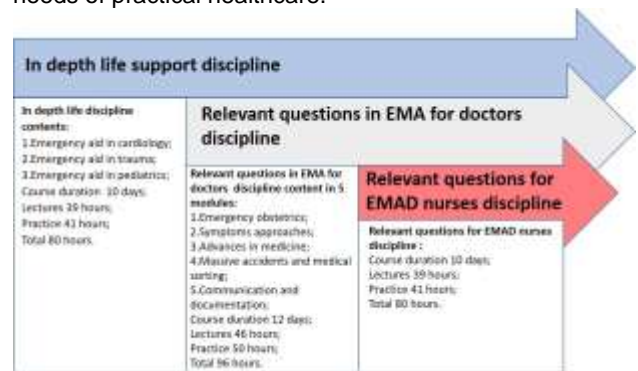 needs of practical healthcare.
In depth life support discipline
In depth life discipline
contents:
1.Emergency aid in cardiology;
2.Emergency aid in trauma;
3.Emergency aid in pediatrics;
Course duration 10 days;
Lectures 39 hours;
Practice 41 hours;
Total 80 hours.
Relevant questions in EMA for doctors
discipline
Relevant questions in EMA for
doctors discipline content in 5
modules:
1.Emergency obstetrics;
2.Symptoms approaches;
3.Advances in medicine;
4.Massive accidents and medical
sorting;
5.Communication and
documentation;
Course duration 12 days;
Lectures 46 hours;
Practice 50 hours;
Total 96 hours.
Relevant questions for
EMAD nurses discipline
Relevant questions for EMAD nurses
discipline :
Course duration 10 days;
Lectures 39 hours;
Practice 41 hours;
Total 80 hours.